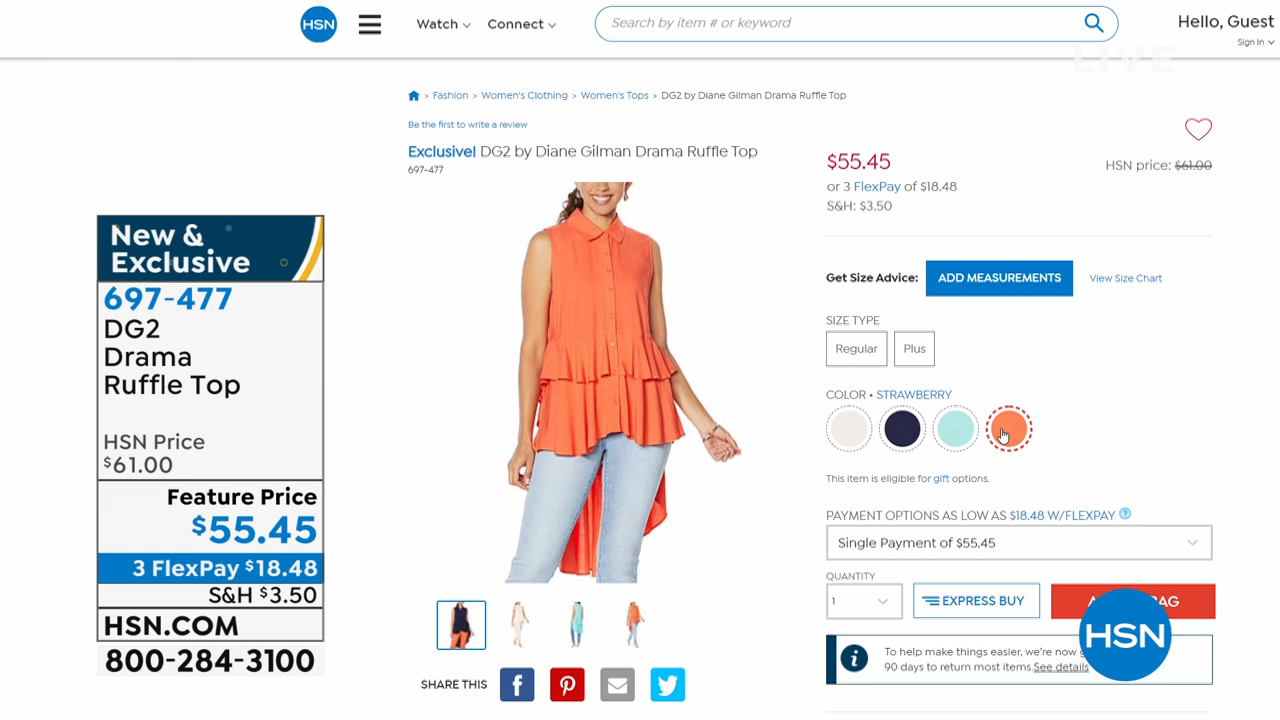 HSN
Watch
Connect
Search by item # or keyword
Hello, Guest
Sign In
LIVE
Fashion > Women's Clothing > Women's Tops > DG2 by Diane Gilman Drama Ruffle Top
Be the first to write a review
Exclusive! DG2 by Diane Gilman Drama Ruffle Top
697-477
$55.45
HSN price: $61.00
or 3 FlexPay of $18.48
S&H: $3.50
Get Size Advice:
ADD MEASUREMENTS
View Size Chart
SIZE TYPE
Regular
Plus
COLOR • STRAWBERRY
This item is eligible for gift options.
PAYMENT OPTIONS AS LOW AS $18.48 W/FLEXPAY ?
Single Payment of $55.45
QUANTITY
1
EXPRESS BUY
AG
i
To help make things easier, we're now
90 days to return most items.See details
HSN
SHARE THIS
New &
Exclusive
697-477
DG2
Drama
Ruffle Top
HSN Price
$61.00
Feature Price
$55.45
3 FlexPay $18.48
S&H $3.50
HSN.COM
800-284-3100